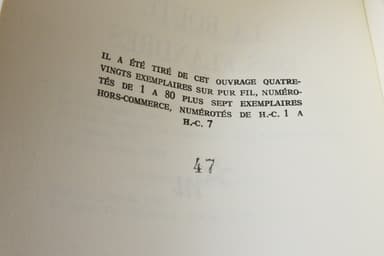 IL A ÉTÉ TIRÉ DE CET OUVRAGE QUATRE-
VINGTS EXEMPLAIRES SUR PUR FIL, NUMÉRO-
TÉS DE 1 A 80 PLUS SEPT EXEMPLAIRES
HORS-COMMERCE, NUMÉROTÉS DE H.-C. 1 A
H.-C. 7
47